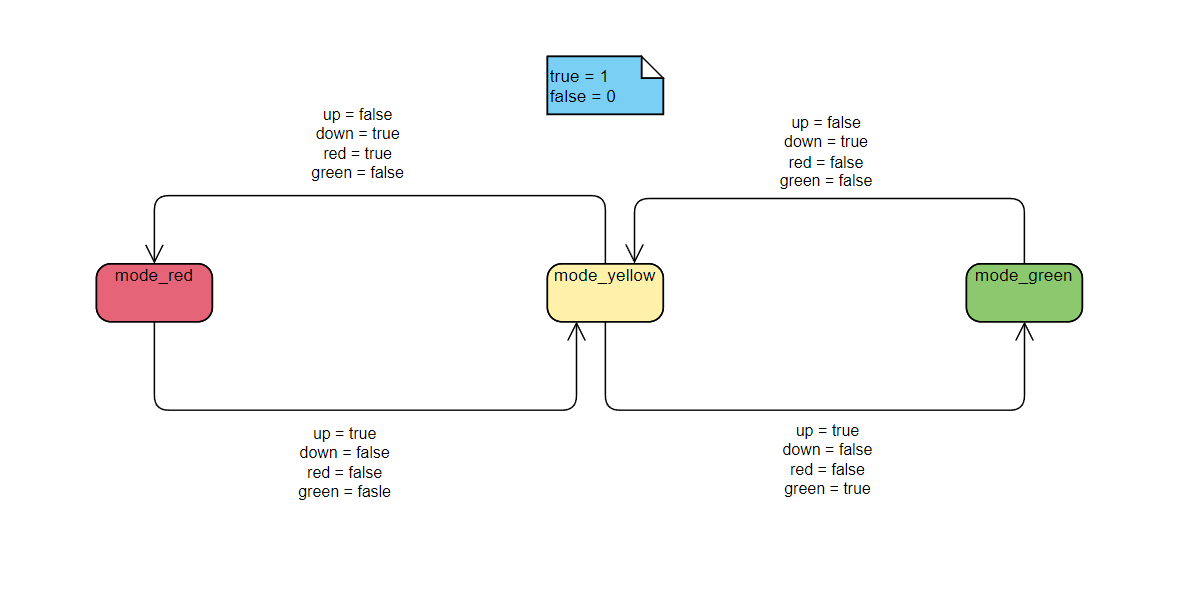 true = 1
false = 0
up = false
down = true
red = true
green = false
up = false
down = true
red = false
green = false
mode_red
mode_yellow
mode_green
up = true
down = false
red = false
green = fasle
up = true
down = false
red = false
green = true